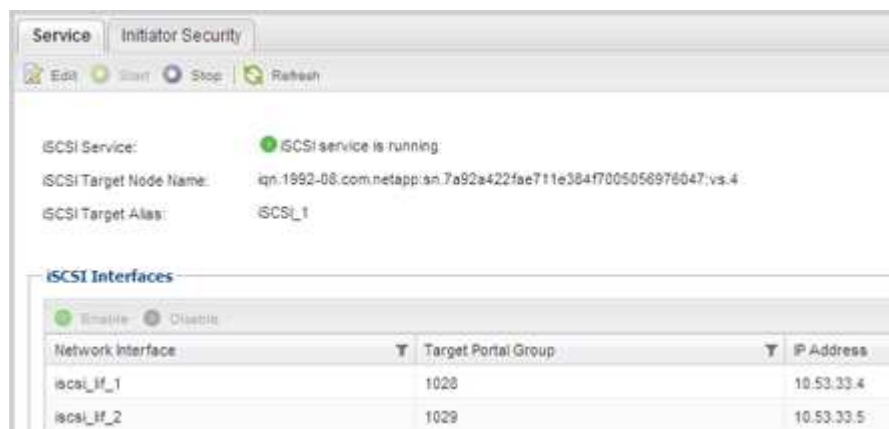 Service Initiator Security
Edit Start Stop Refresh
iSCSI Service: iSCSI service is running
iSCSI Target Node Name: iqn.1992-08.com.netapp:sn.7a92a422fae711e384f7005056976047:vs.4
iSCSI Target Alias: iSCSI_1
iSCSI Interfaces
Enable Disable
Network Interface Target Portal Group IP Address
iscsi_lif_1 1028 10.53.33.4
iscsi_lif_2 1029 10.53.33.5